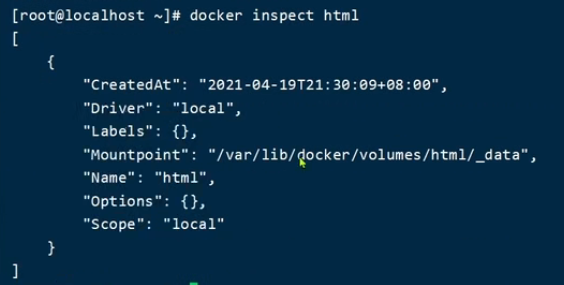 [root@localhost ~]# docker inspect html
[
    {
        "CreatedAt": "2021-04-19T21:30:09+08:00",
        "Driver": "local",
        "Labels": {},
        "Mountpoint": "/var/lib/docker/volumes/html/_data",
        "Name": "html",
        "Options": {},
        "Scope": "local"
    }
]